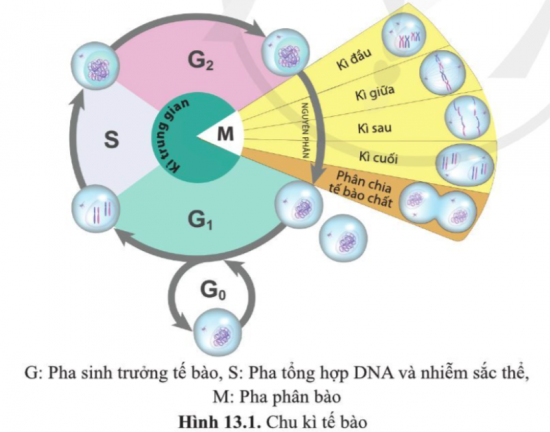 G₂
Kì đầu
Kì giữa
Kì sau
Kì cuối
Phân chia
tế bào chất
NGUYÊN PHÂN
Kì trung gian
M
S
G₁
G₀
G: Pha sinh trưởng tế bào, S: Pha tổng hợp DNA và nhiễm sắc thể,
M: Pha phân bào
Hình 13.1. Chu kì tế bào